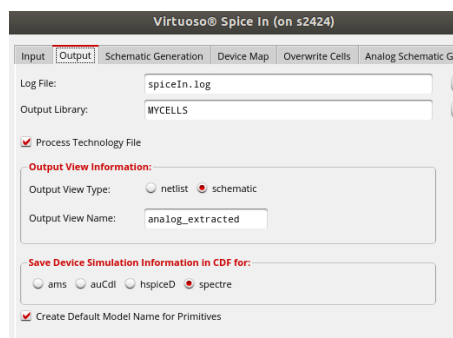 Virtuoso® Spice In (on s2424)
Input Output Schematic Generation Device Map Overwrite Cells Analog Schematic G
Log File: spiceIn.log
Output Library: MYCELLS
Process Technology File
Output View Information:
Output View Type: netlist schematic
Output View Name: analog_extracted
Save Device Simulation Information in CDF for:
ams auCdl hspiceD spectre
Create Default Model Name for Primitives